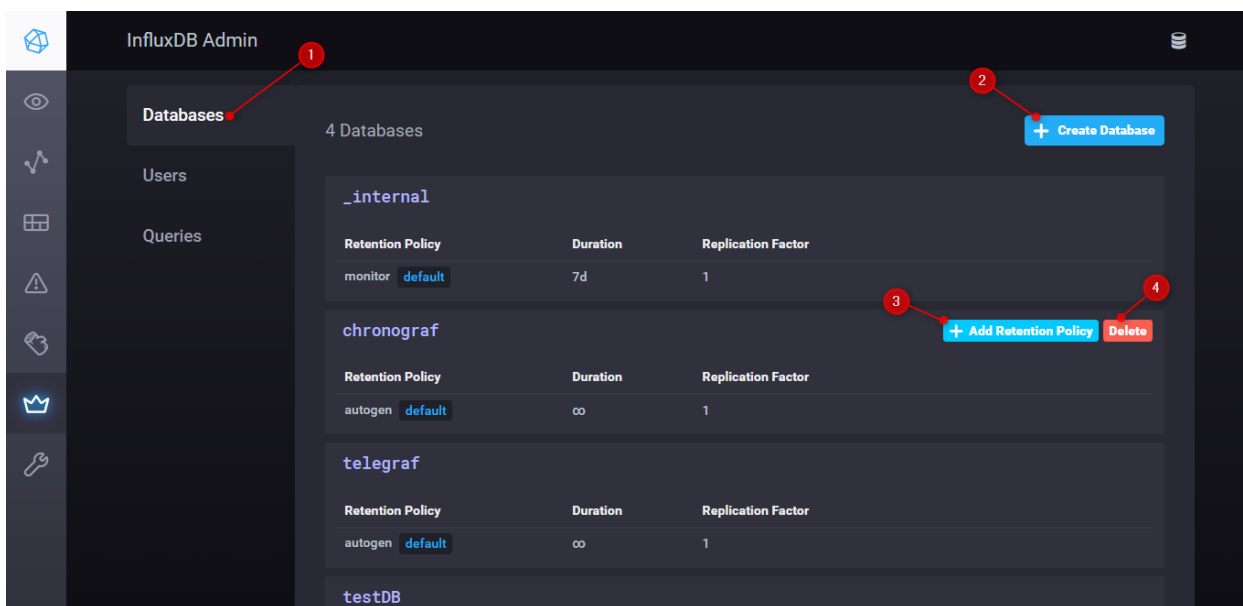 InfluxDB Admin
1
2
Databases
4 Databases
+ Create Database
Users
Queries
_internal
Retention Policy Duration Replication Factor
monitor default 7d 1
3
4
chronograf
+ Add Retention Policy Delete
Retention Policy Duration Replication Factor
autogen default ∞ 1
telegraf
Retention Policy Duration Replication Factor
autogen default ∞ 1
testDB